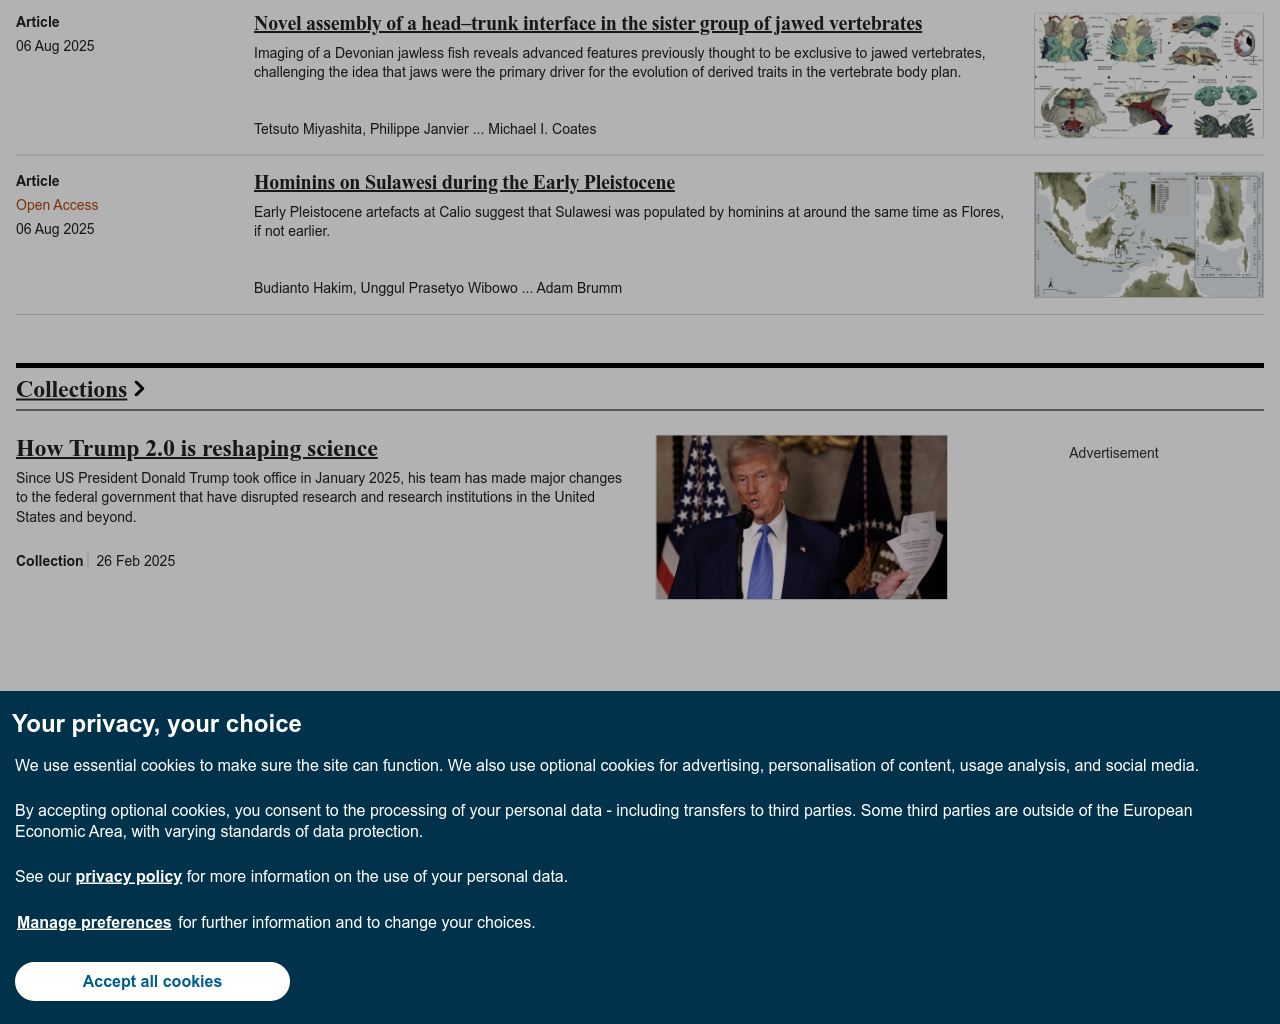 Article
06 Aug 2025
Novel assembly of a head–trunk interface in the sister group of jawed vertebrates
Imaging of a Devonian jawless fish reveals advanced features previously thought to be exclusive to jawed vertebrates,
challenging the idea that jaws were the primary driver for the evolution of derived traits in the vertebrate body plan.
Tetsuto Miyashita, Philippe Janvier ... Michael I. Coates
Article
Open Access
06 Aug 2025
Hominins on Sulawesi during the Early Pleistocene
Early Pleistocene artefacts at Calio suggest that Sulawesi was populated by hominins at around the same time as Flores,
if not earlier.
Budianto Hakim, Unggul Prasetyo Wibowo ... Adam Brumm
Collections
How Trump 2.0 is reshaping science
Since US President Donald Trump took office in January 2025, his team has made major changes
to the federal government that have disrupted research and research institutions in the United
States and beyond.
Collection 26 Feb 2025
Advertisement
Your privacy, your choice
We use essential cookies to make sure the site can function. We also use optional cookies for advertising, personalisation of content, usage analysis, and social media.
By accepting optional cookies, you consent to the processing of your personal data - including transfers to third parties. Some third parties are outside of the European
Economic Area, with varying standards of data protection.
See our privacy policy for more information on the use of your personal data.
Manage preferences for further information and to change your choices.
Accept all cookies